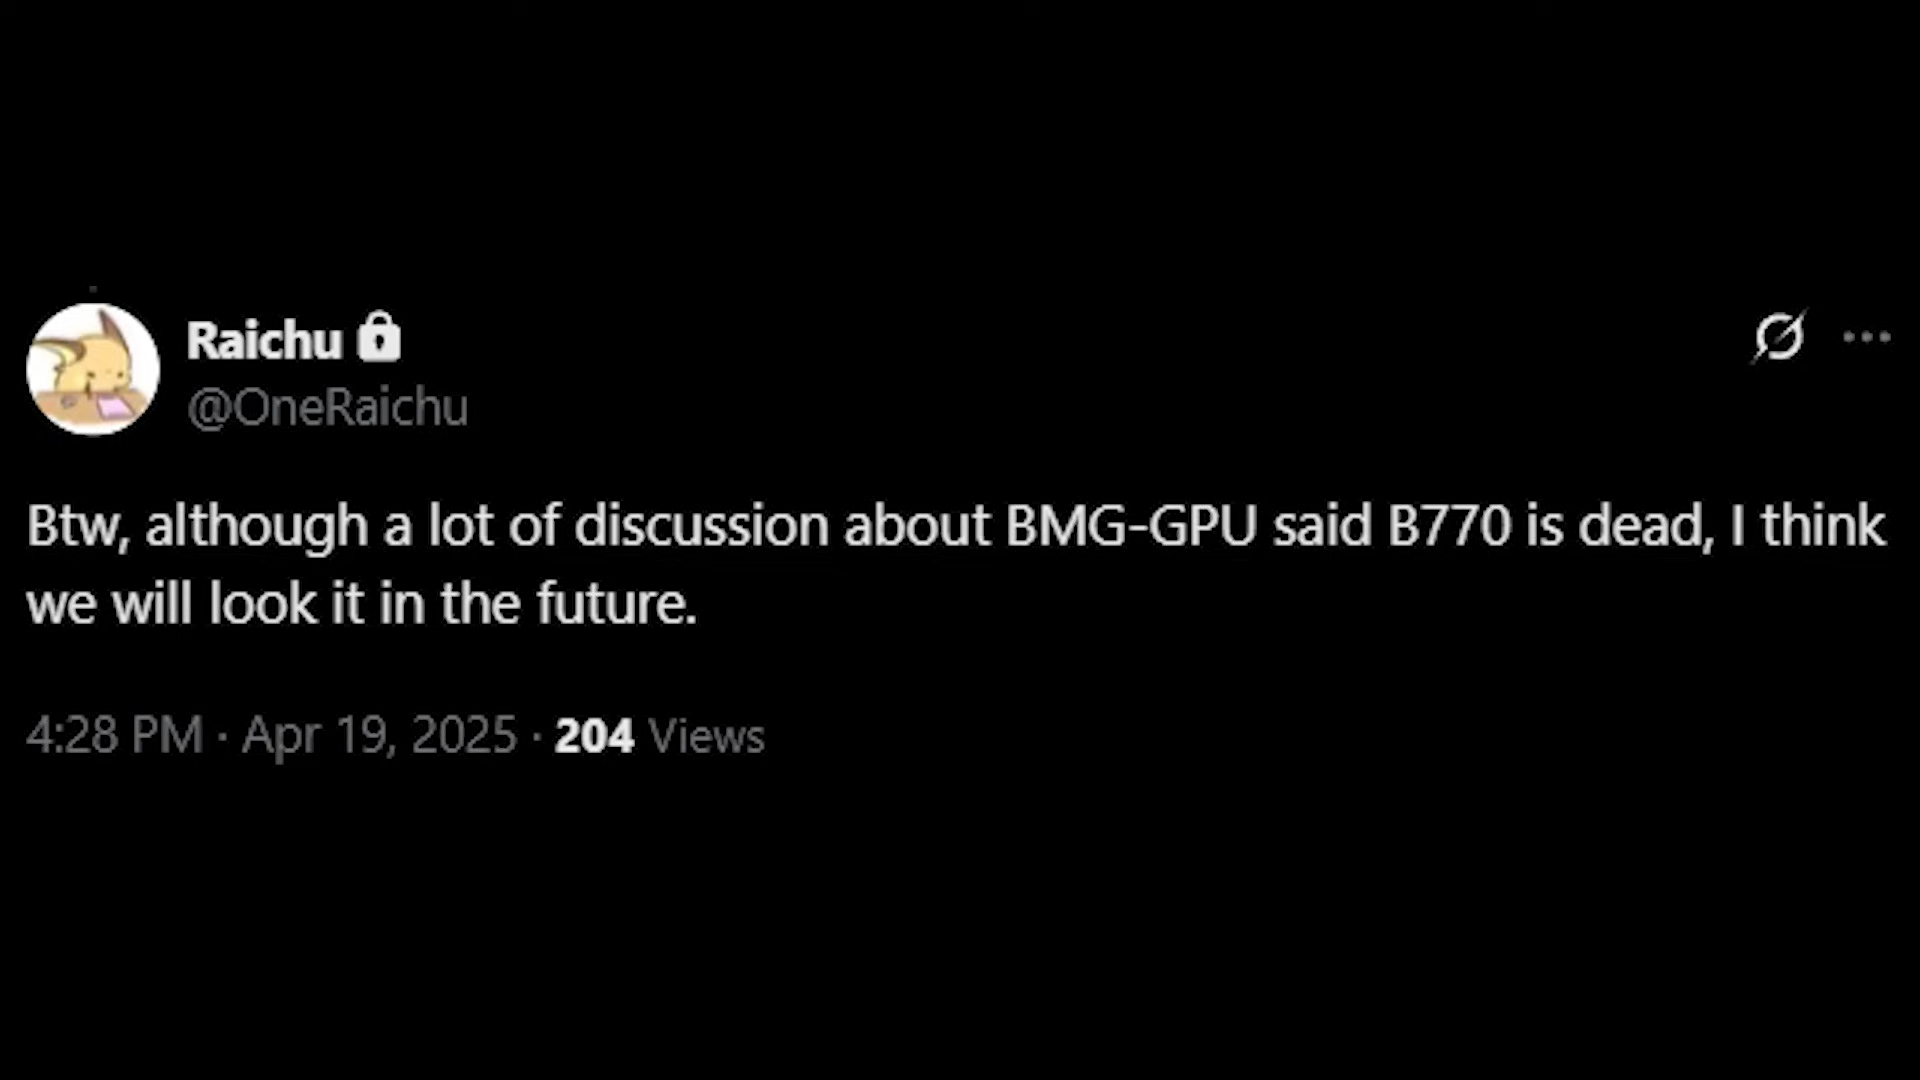 Raichu
@OneRaichu
Btw, although a lot of discussion about BMG-GPU said B770 is dead, I think
we will look it in the future.
4:28 PM · Apr 19, 2025 · 204 Views